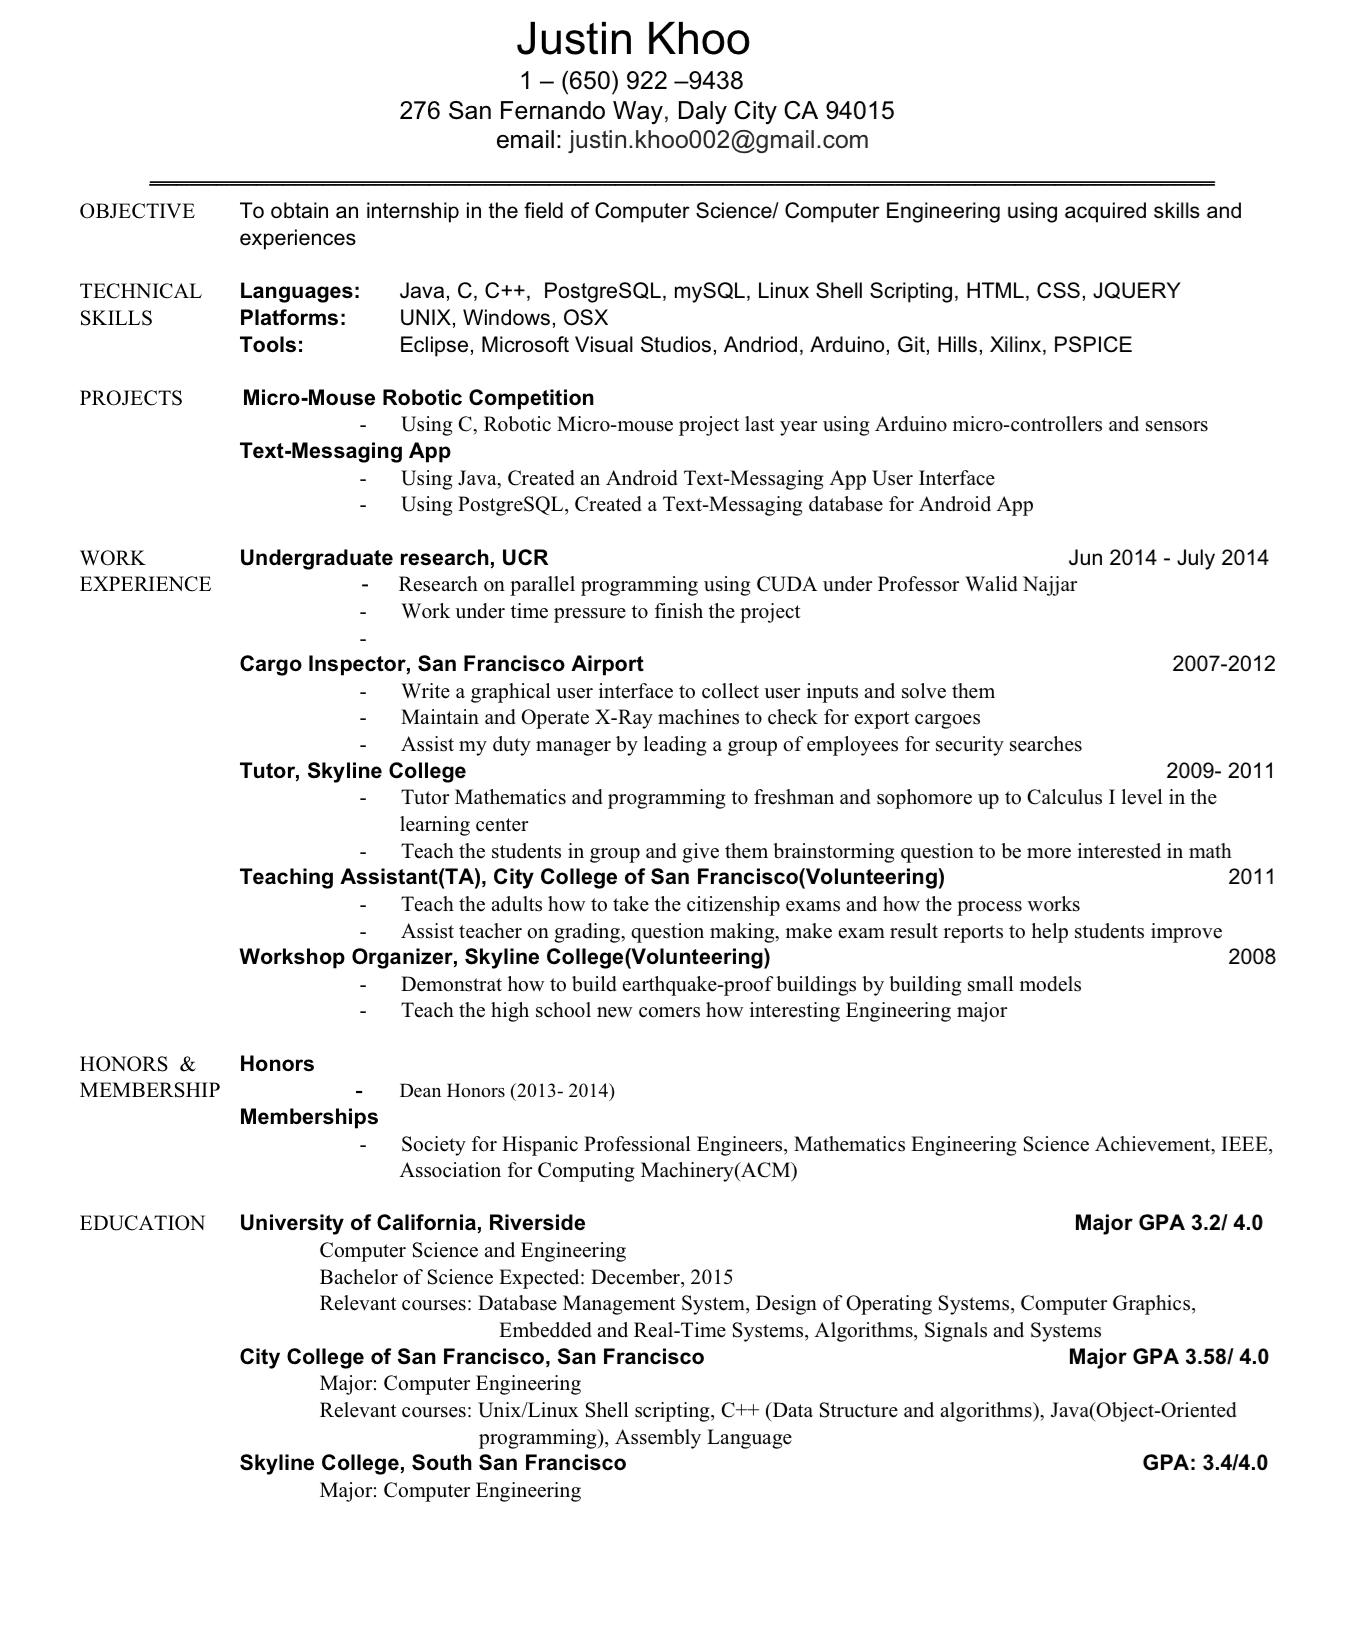 Justin Khoo
1 – (650) 922 –9438
276 San Fernando Way, Daly City CA 94015
email: justin.khoo002@gmail.com
OBJECTIVE To obtain an internship in the field of Computer Science/ Computer Engineering using acquired skills and
experiences
TECHNICAL Languages: Java, C, C++, PostgreSQL, mySQL, Linux Shell Scripting, HTML, CSS, JQUERY
SKILLS Platforms: UNIX, Windows, OSX
Tools: Eclipse, Microsoft Visual Studios, Andriod, Arduino, Git, Hills, Xilinx, PSPICE
PROJECTS Micro-Mouse Robotic Competition
- Using C, Robotic Micro-mouse project last year using Arduino micro-controllers and sensors
Text-Messaging App
- Using Java, Created an Android Text-Messaging App User Interface
- Using PostgreSQL, Created a Text-Messaging database for Android App
WORK Undergraduate research, UCR Jun 2014 - July 2014
EXPERIENCE - Research on parallel programming using CUDA under Professor Walid Najjar
- Work under time pressure to finish the project
-
Cargo Inspector, San Francisco Airport 2007-2012
- Write a graphical user interface to collect user inputs and solve them
- Maintain and Operate X-Ray machines to check for export cargoes
- Assist my duty manager by leading a group of employees for security searches
Tutor, Skyline College 2009- 2011
- Tutor Mathematics and programming to freshman and sophomore up to Calculus I level in the
learning center
- Teach the students in group and give them brainstorming question to be more interested in math
Teaching Assistant(TA), City College of San Francisco(Volunteering) 2011
- Teach the adults how to take the citizenship exams and how the process works
- Assist teacher on grading, question making, make exam result reports to help students improve
Workshop Organizer, Skyline College(Volunteering) 2008
- Demonstrat how to build earthquake-proof buildings by building small models
- Teach the high school new comers how interesting Engineering major
HONORS & Honors
MEMBERSHIP - Dean Honors (2013- 2014)
Memberships
- Society for Hispanic Professional Engineers, Mathematics Engineering Science Achievement, IEEE,
Association for Computing Machinery(ACM)
EDUCATION University of California, Riverside Major GPA 3.2/ 4.0
Computer Science and Engineering
Bachelor of Science Expected: December, 2015
Relevant courses: Database Management System, Design of Operating Systems, Computer Graphics,
Embedded and Real-Time Systems, Algorithms, Signals and Systems
City College of San Francisco, San Francisco Major GPA 3.58/ 4.0
Major: Computer Engineering
Relevant courses: Unix/Linux Shell scripting, C++ (Data Structure and algorithms), Java(Object-Oriented
programming), Assembly Language
Skyline College, South San Francisco GPA: 3.4/4.0
Major: Computer Engineering